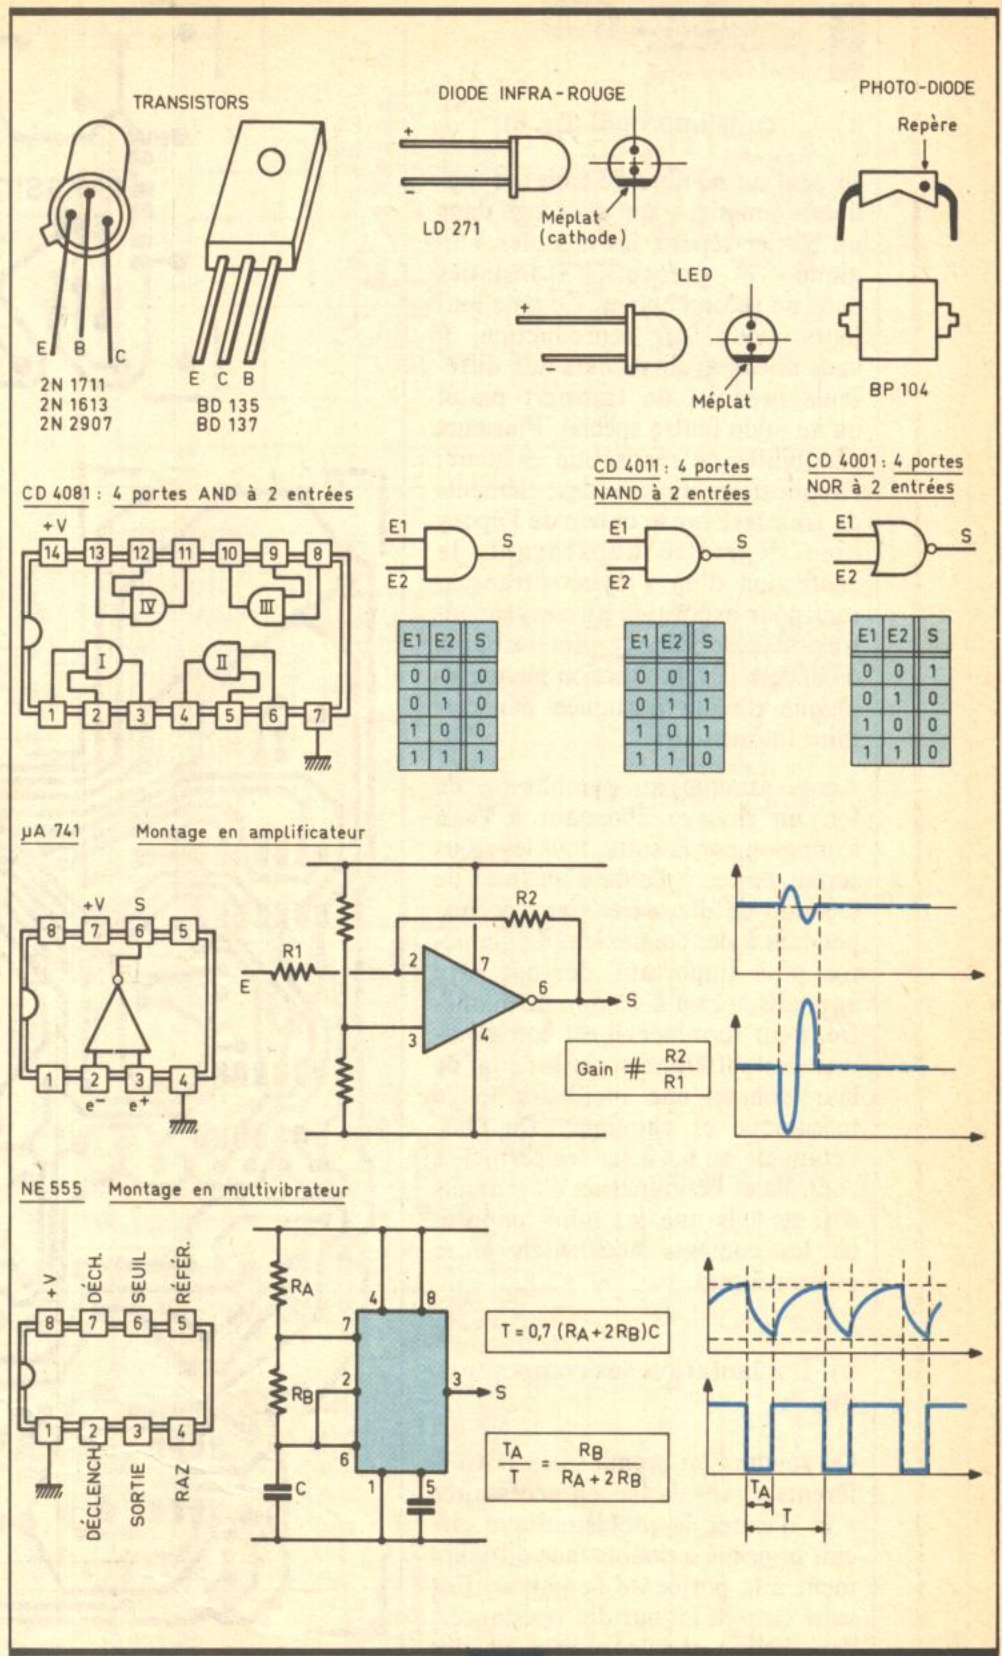 TRANSISTORS
DIODE INFRA-ROUGE
PHOTO-DIODE
Repère
+
-
LD 271
Méplat
(cathode)
LED
+
-
Méplat
BP 104
E B C
2N 1711
2N 1613
2N 2907
E C B
BD 135
BD 137
CD 4081 : 4 portes AND à 2 entrées
+V
14 13 12 11 10 9 8
IV III
I II
1 2 3 4 5 6 7
E1
E2
S
E1 E2 S
0 0 0
0 1 0
1 0 0
1 1 1
CD 4011 : 4 portes
NAND à 2 entrées
E1
E2
S
E1 E2 S
0 0 1
0 1 1
1 0 1
1 1 0
CD 4001 : 4 portes
NOR à 2 entrées
E1
E2
S
E1 E2 S
0 0 1
0 1 0
1 0 0
1 1 0
µA 741 Montage en amplificateur
+V S
8 7 6 5
1 2 3 4
e- e+
E
R1
R2
2
3
7
6
4
S
Gain # R2
R1
NE 555 Montage en multivibrateur
+V DÉCH. SEUIL RÉFÉR.
8 7 6 5
1 2 3 4
DÉCLENCH. SORTIE RAZ
RA
RB
C
4 8
7
2
3
S
6
1 5
T = 0,7 (RA + 2RB)C
TA RB
T = RA + 2RB
TA
T